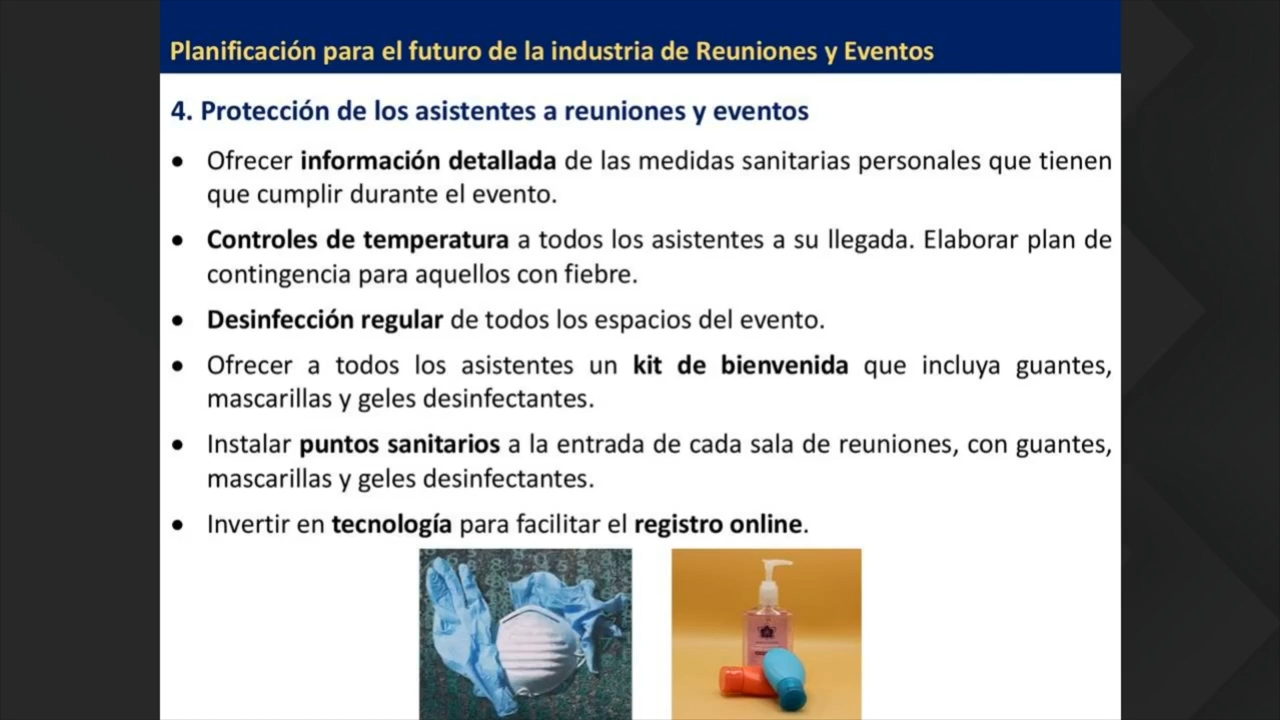 Planificación para el futuro de la industria de Reuniones y Eventos
4. Protección de los asistentes a reuniones y eventos
• Ofrecer información detallada de las medidas sanitarias personales que tienen
que cumplir durante el evento.
• Controles de temperatura a todos los asistentes a su llegada. Elaborar plan de
contingencia para aquellos con fiebre.
• Desinfección regular de todos los espacios del evento.
• Ofrecer a todos los asistentes un kit de bienvenida que incluya guantes,
mascarillas y geles desinfectantes.
• Instalar puntos sanitarios a la entrada de cada sala de reuniones, con guantes,
mascarillas y geles desinfectantes.
• Invertir en tecnología para facilitar el registro online.